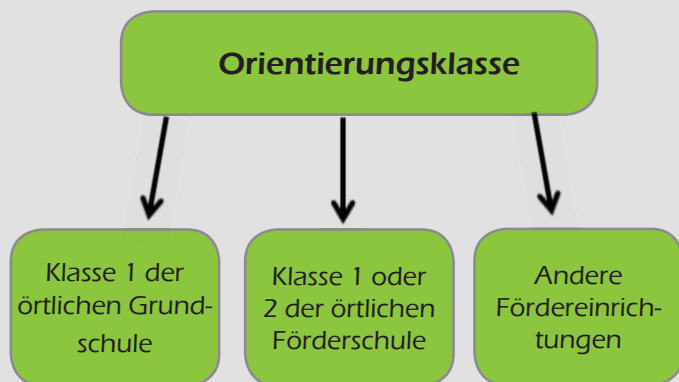 Orientierungsklasse
Klasse 1 der
örtlichen Grund-
schule
Klasse 1 oder
2 der örtlichen
Förderschule
Andere
Fördereinrich-
tungen